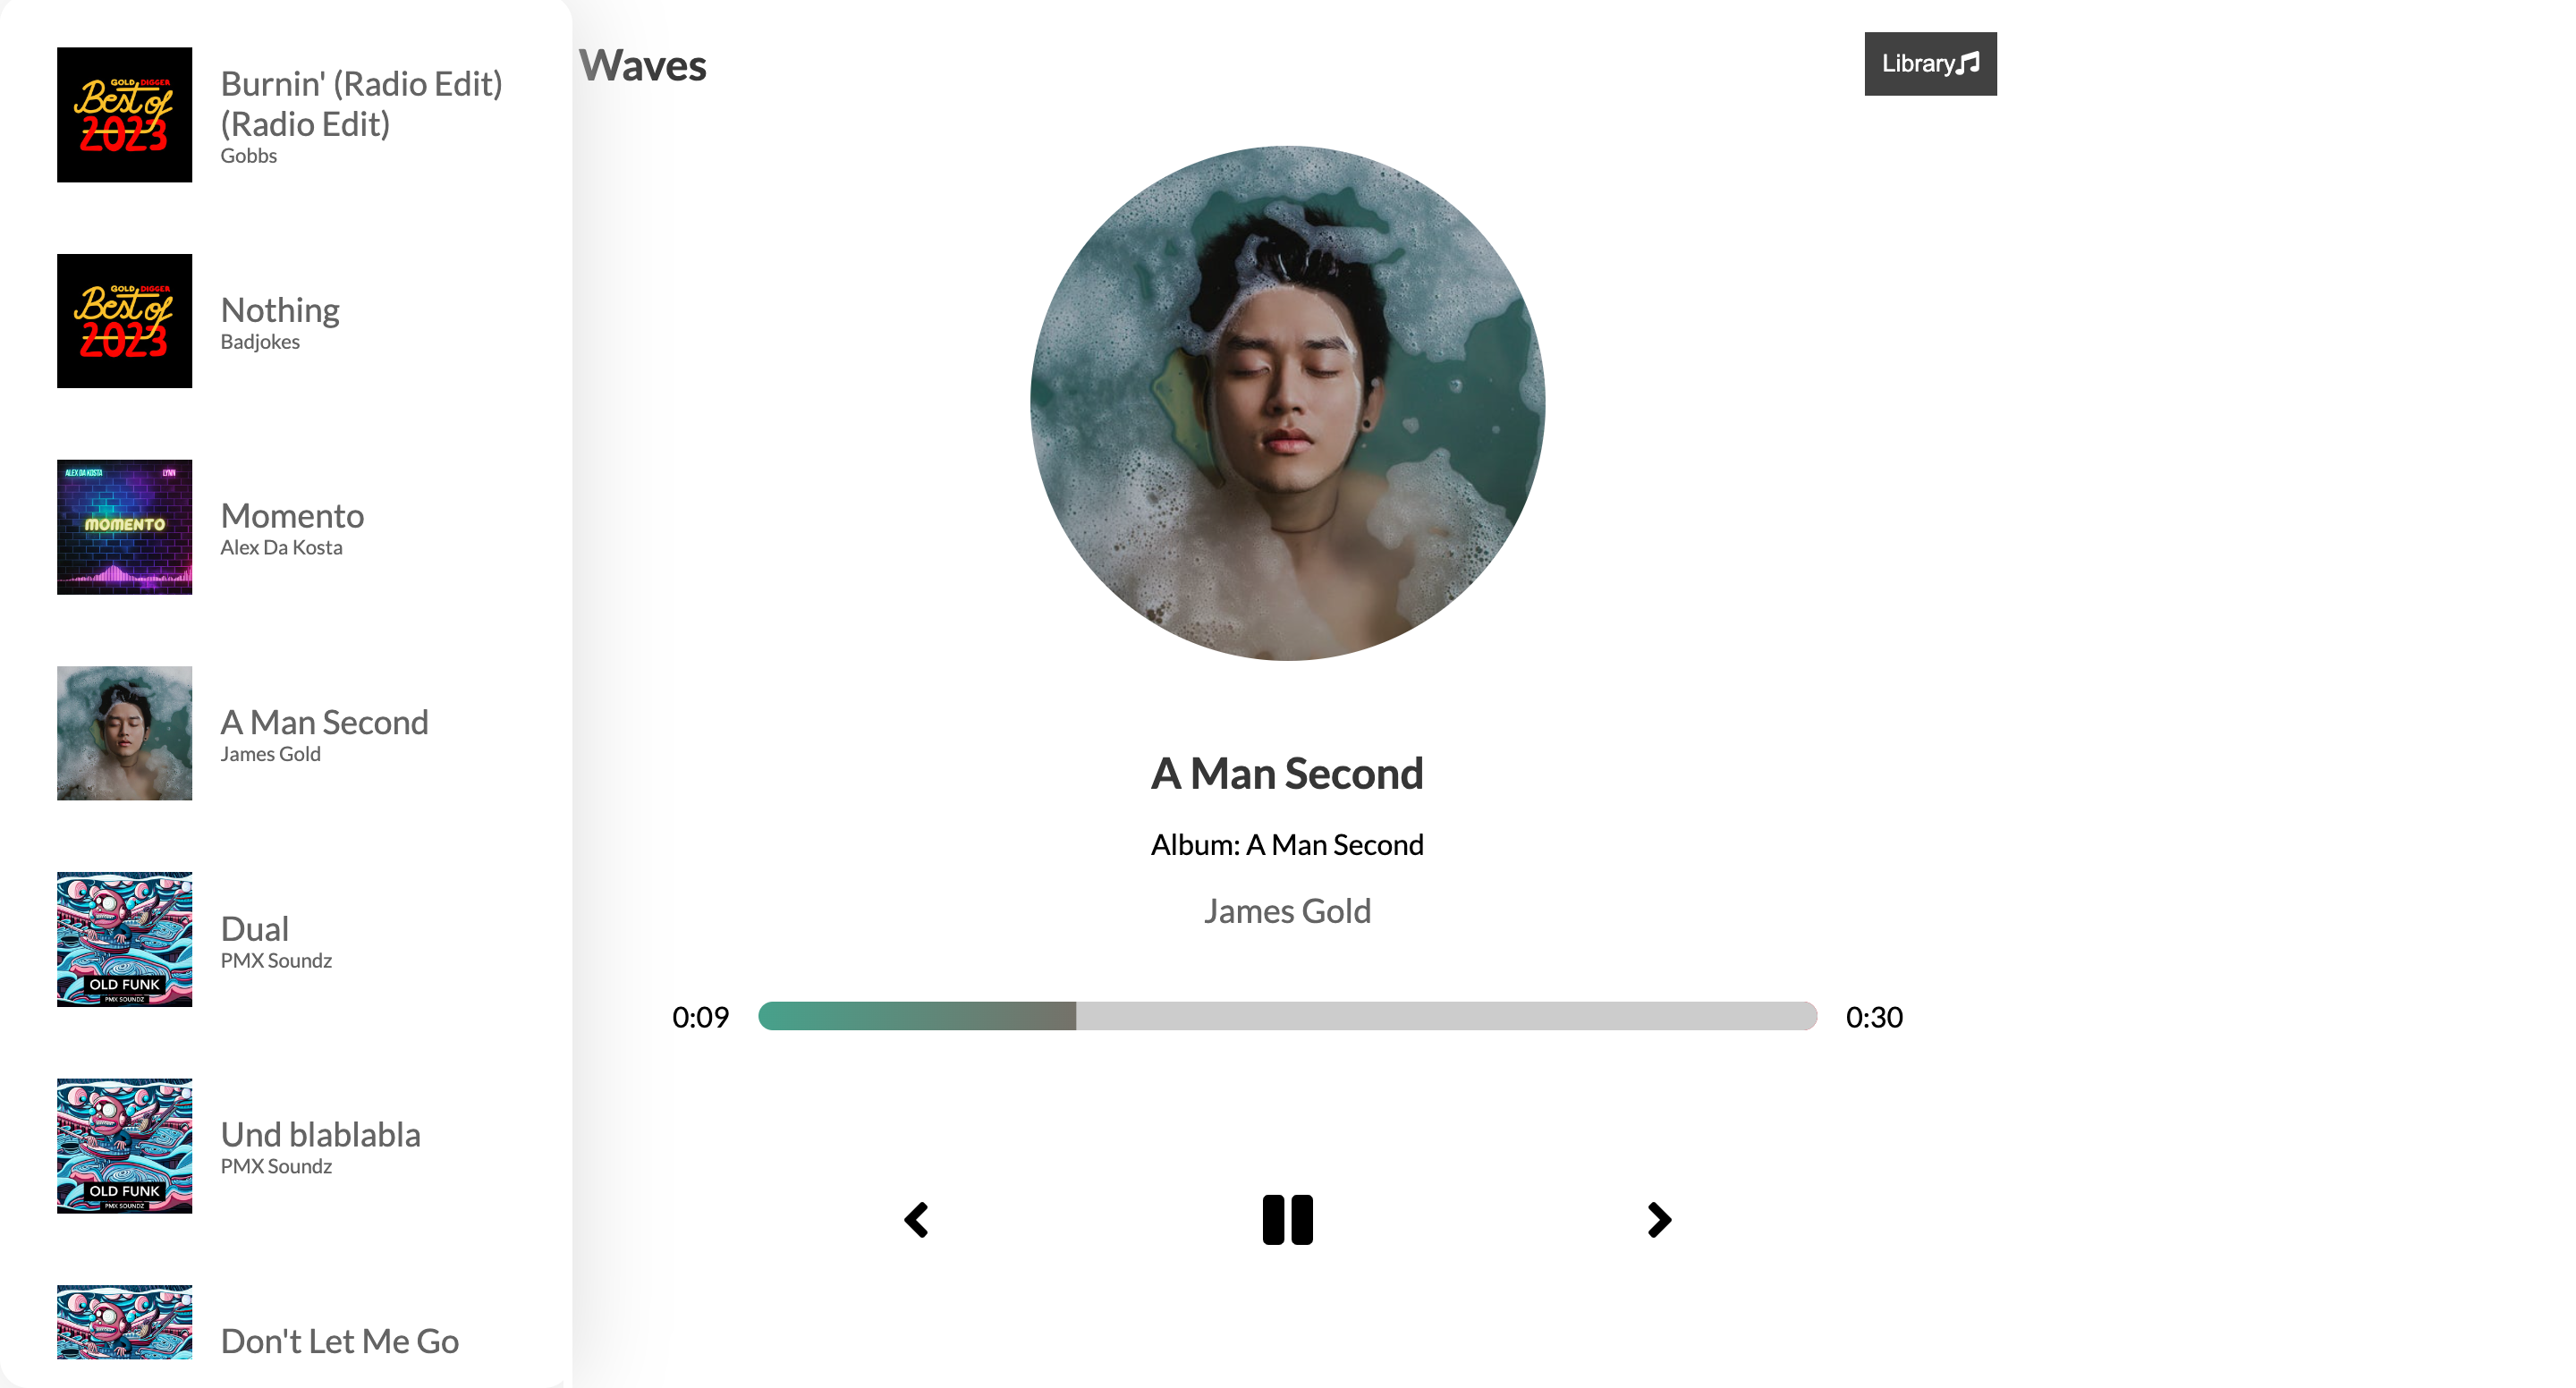 GOLD DIGGER
Best of
2023
Burnin' (Radio Edit)
(Radio Edit)
Gobbs
GOLD DIGGER
Best of
2023
Nothing
Badjokes
ALEX DA KOSTA
LYNN
MOMENTO
Momento
Alex Da Kosta
A Man Second
James Gold
OLD FUNK
PMX SOUNDZ
Dual
PMX Soundz
OLD FUNK
PMX SOUNDZ
Und blablabla
PMX Soundz
Don't Let Me Go
Waves
Library
A Man Second
Album: A Man Second
James Gold
0:09
0:30